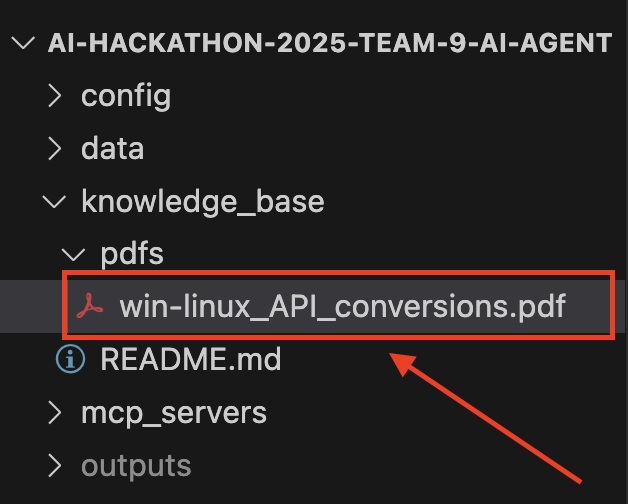 AI-HACKATHON-2025-TEAM-9-AI-AGENT
config
data
knowledge_base
pdfs
win-linux_API_conversions.pdf
README.md
mcp_servers
outputs